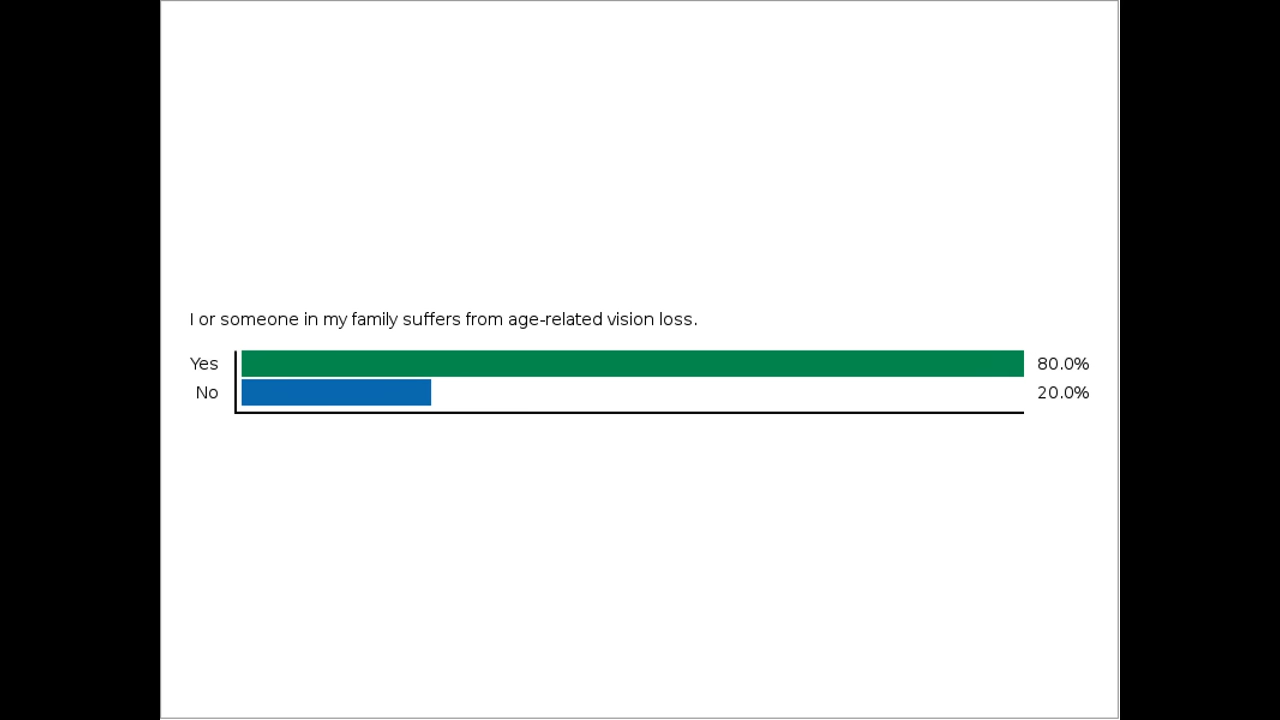 I or someone in my family suffers from age-related vision loss.
Yes 80.0%
No 20.0%